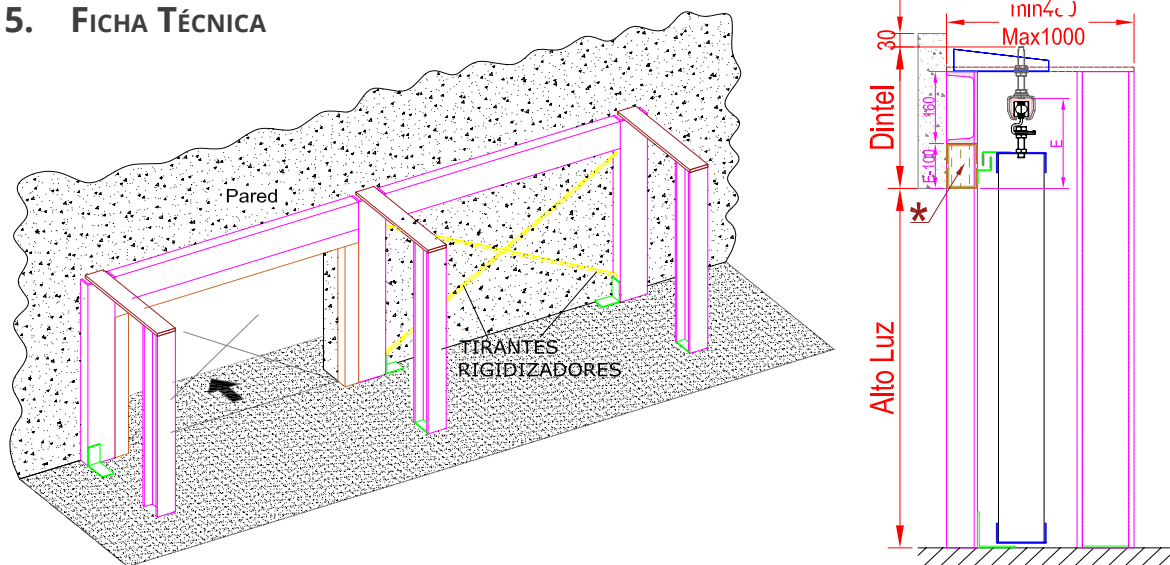 5. FICHA TÉCNICA
Pared
TIRANTES
RIGIDIZADORES
Max1000
30
Dintel
160
E-100
E
*
Alto Luz